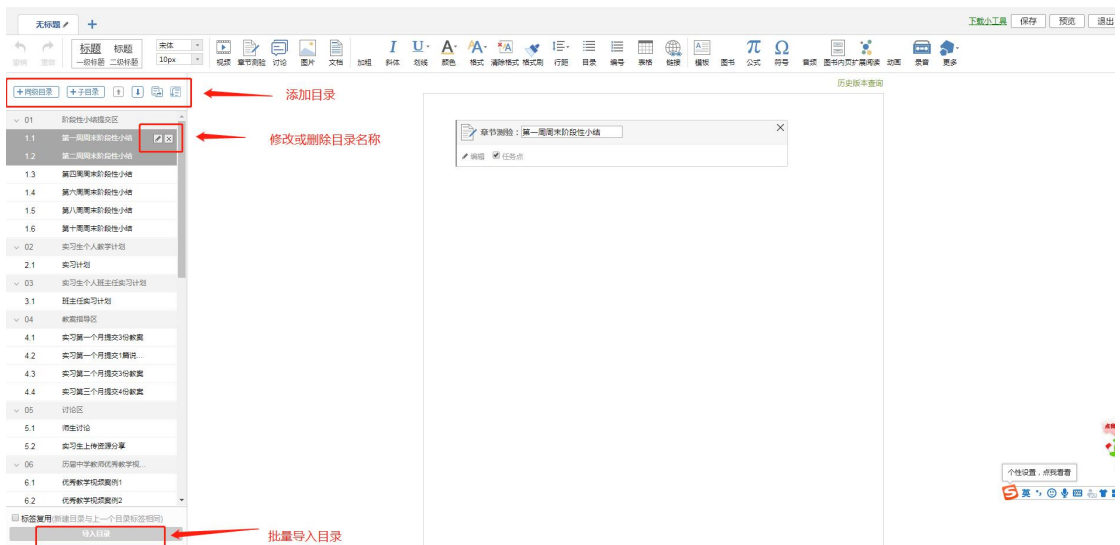 无标题
下载小工具 保存 预览 退出
撤销 重做 标题 一级标题 标题 二级标题 宋体 10px 视频 章节测验 讨论 图片 文档 加粗 斜体 划线 颜色 格式 清除格式 格式刷 行距 目录 编号 表格 链接 模板 图书 公式 符号 音频 图书内页 扩展阅读 动画 录音 更多
历史版本查询
+同级目录 +子目录
添加目录
01 阶段性小结提交区
1.1 第一周周末阶段性小结
修改或删除目录名称
1.2 第二周周末阶段性小结
1.3 第四周周末阶段性小结
1.4 第六周周末阶段性小结
1.5 第八周周末阶段性小结
1.6 第十周周末阶段性小结
02 实习生个人教学计划
2.1 实习计划
03 实习生个人班主任实习计划
3.1 班主任实习计划
04 教案指导区
4.1 实习第一个月提交3份教案
4.2 实习第一个月提交1篇说...
4.3 实习第二个月提交3份教案
4.4 实习第三个月提交4份教案
05 讨论区
5.1 师生讨论
5.2 实习生上传资源分享
06 历届中学教师优秀教学视...
6.1 优秀教学视频案例1
6.2 优秀教学视频案例2
标签复用(新建目录与上一个目录标签相同)
导入目录
批量导入目录
章节测验：第一周周末阶段性小结
编辑 任务点
个性设置，点我看看
英